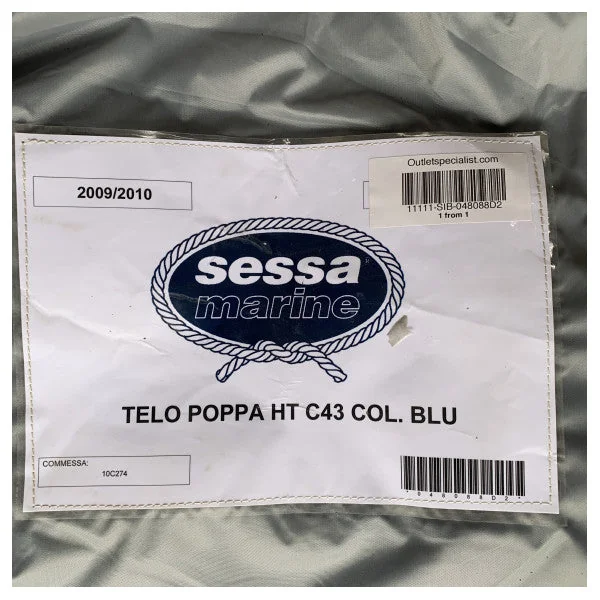 Outletspecialist.com
11111-SIB-048088D2
1 from 1
2009/2010
sessa
marine®
TELO POPPA HT C43 COL. BLU
COMMESSA:
10C274
*048088D2*